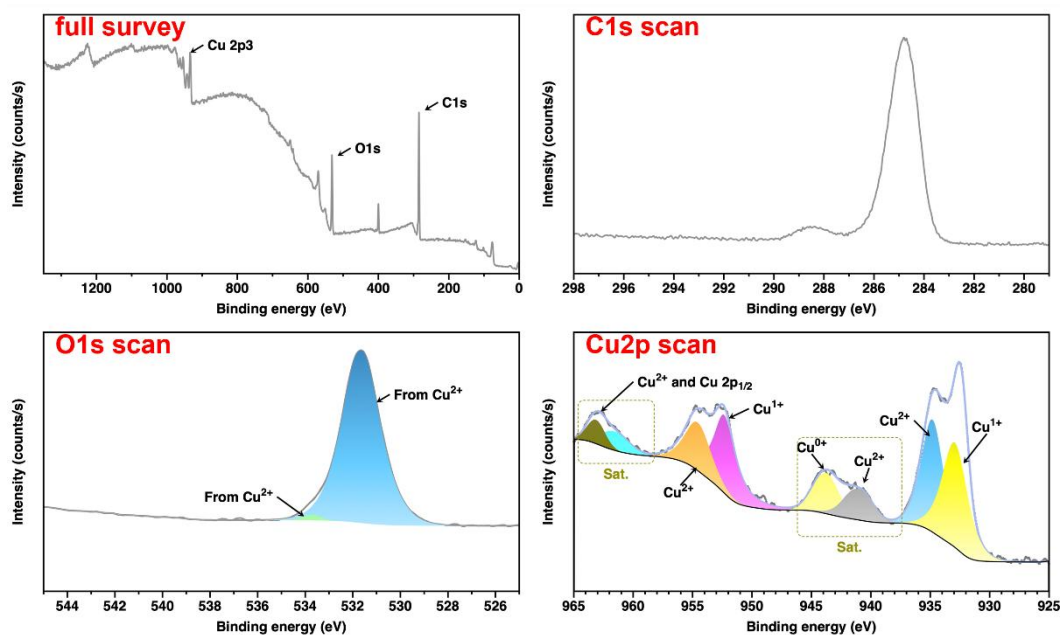 full survey
Cu 2p3
C1s
O1s
Intensity (counts/s)
1200 1000 800 600 400 200 0
Binding energy (eV)
C1s scan
Intensity (counts/s)
298 296 294 292 290 288 286 284 282 280
Binding energy (eV)
O1s scan
From Cu²⁺
From Cu²⁺
Intensity (counts/s)
544 542 540 538 536 534 532 530 528 526
Binding energy (eV)
Cu2p scan
Cu²⁺ and Cu 2p₁/₂
Cu¹⁺
Cu²⁺
Cu¹⁺
Cu⁰⁺
Cu²⁺
Sat.
Cu²⁺
Sat.
Intensity (counts/s)
965 960 955 950 945 940 935 930 925
Binding energy (eV)